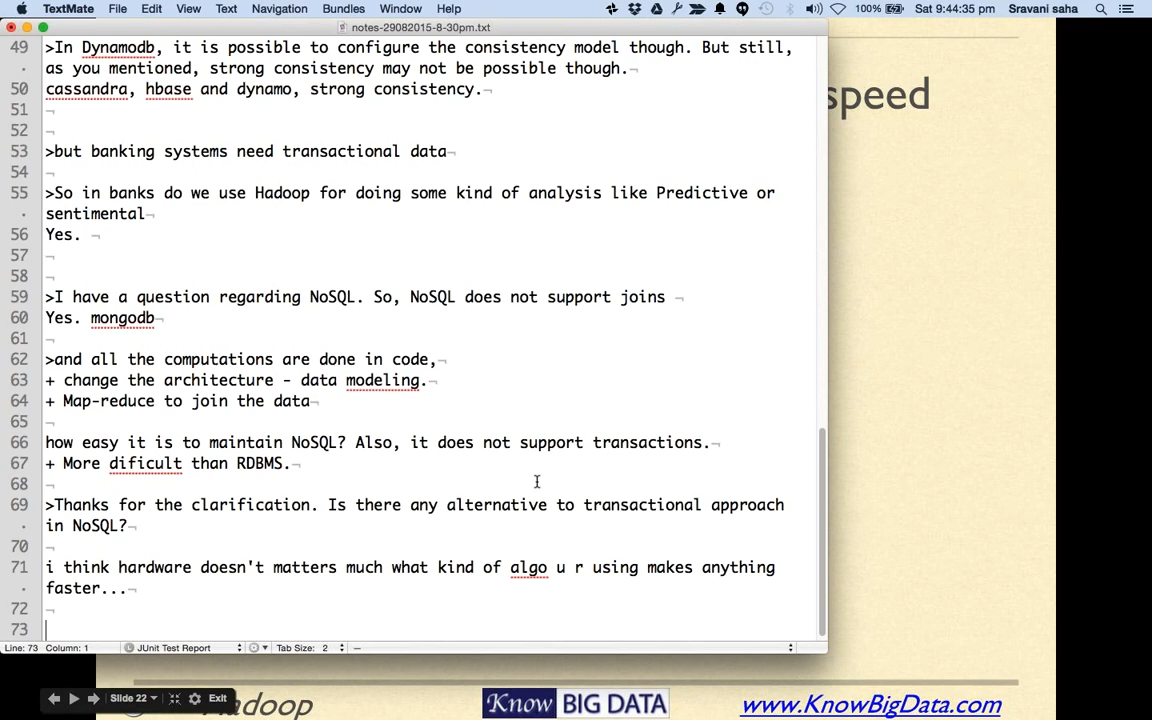 TextMate File Edit View Text Navigation Bundles Window Help 100% Sat 9:44:35 pm Sravani saha
notes-29082015-8-30pm.txt
49 >In Dynamodb, it is possible to configure the consistency model though. But still,
as you mentioned, strong consistency may not be possible though.¬
50 cassandra, hbase and dynamo, strong consistency.¬
51 ¬
52 ¬
53 >but banking systems need transactional data¬
54 ¬
55 >So in banks do we use Hadoop for doing some kind of analysis like Predictive or
sentimental¬
56 Yes. ¬
57 ¬
58 ¬
59 >I have a question regarding NoSQL. So, NoSQL does not support joins ¬
60 Yes. mongodb¬
61 ¬
62 >and all the computations are done in code,¬
63 + change the architecture - data modeling.¬
64 + Map-reduce to join the data¬
65 ¬
66 how easy it is to maintain NoSQL? Also, it does not support transactions.¬
67 + More dificult than RDBMS.¬
68 ¬
69 >Thanks for the clarification. Is there any alternative to transactional approach
in NoSQL?¬
70 ¬
71 i think hardware doesn't matters much what kind of algo u r using makes anything
faster...¬
72 ¬
73
Line: 73 Column: 1 JUnit Test Report Tab Size: 2 —
speed
Slide 22 Exit
Hadoop
Know BIG DATA
www.KnowBigData.com